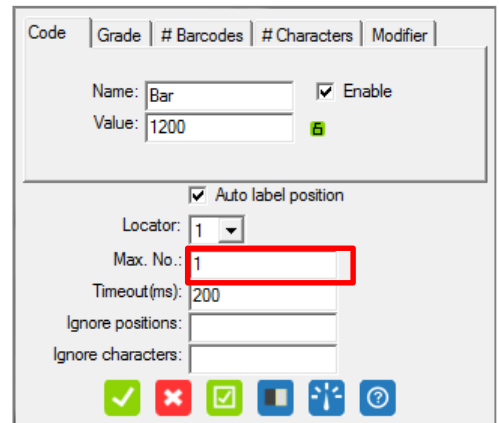 Code Grade # Barcodes # Characters Modifier
Name: Bar Enable
Value: 1200 6
Auto label position
Locator: 1
Max. No.: 1
Timeout(ms): 200
Ignore positions:
Ignore characters:
?